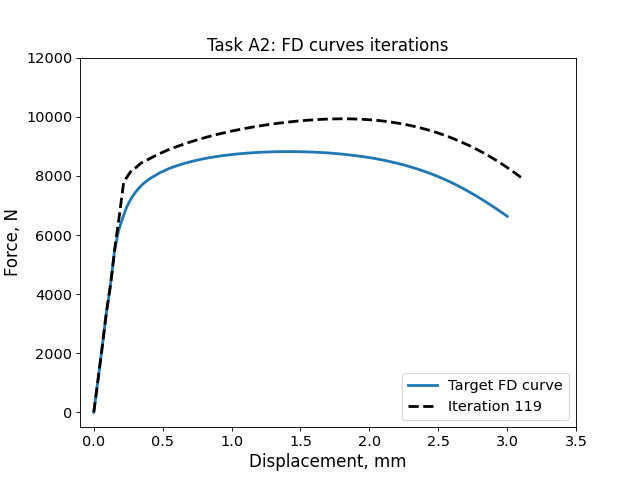 Task A2: FD curves iterations
12000
10000
8000
6000
4000
2000
0
Force, N
Target FD curve
Iteration 119
0.0 0.5 1.0 1.5 2.0 2.5 3.0 3.5
Displacement, mm